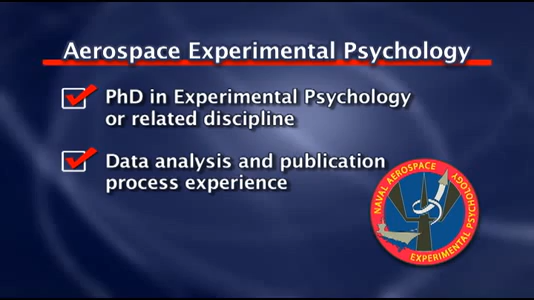 Aerospace Experimental Psychology
PhD in Experimental Psychology
or related discipline
Data analysis and publication
process experience
NAVAL AEROSPACE
EXPERIMENTAL PSYCHOLOGY